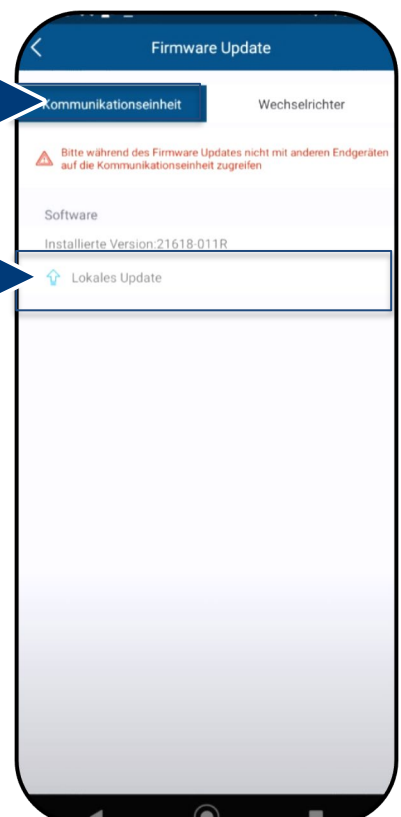 Firmware Update
Kommunikationseinheit
Wechselrichter
Bitte während des Firmware Updates nicht mit anderen Endgeräten
auf die Kommunikationseinheit zugreifen
Software
Installierte Version:21618-011R
Lokales Update